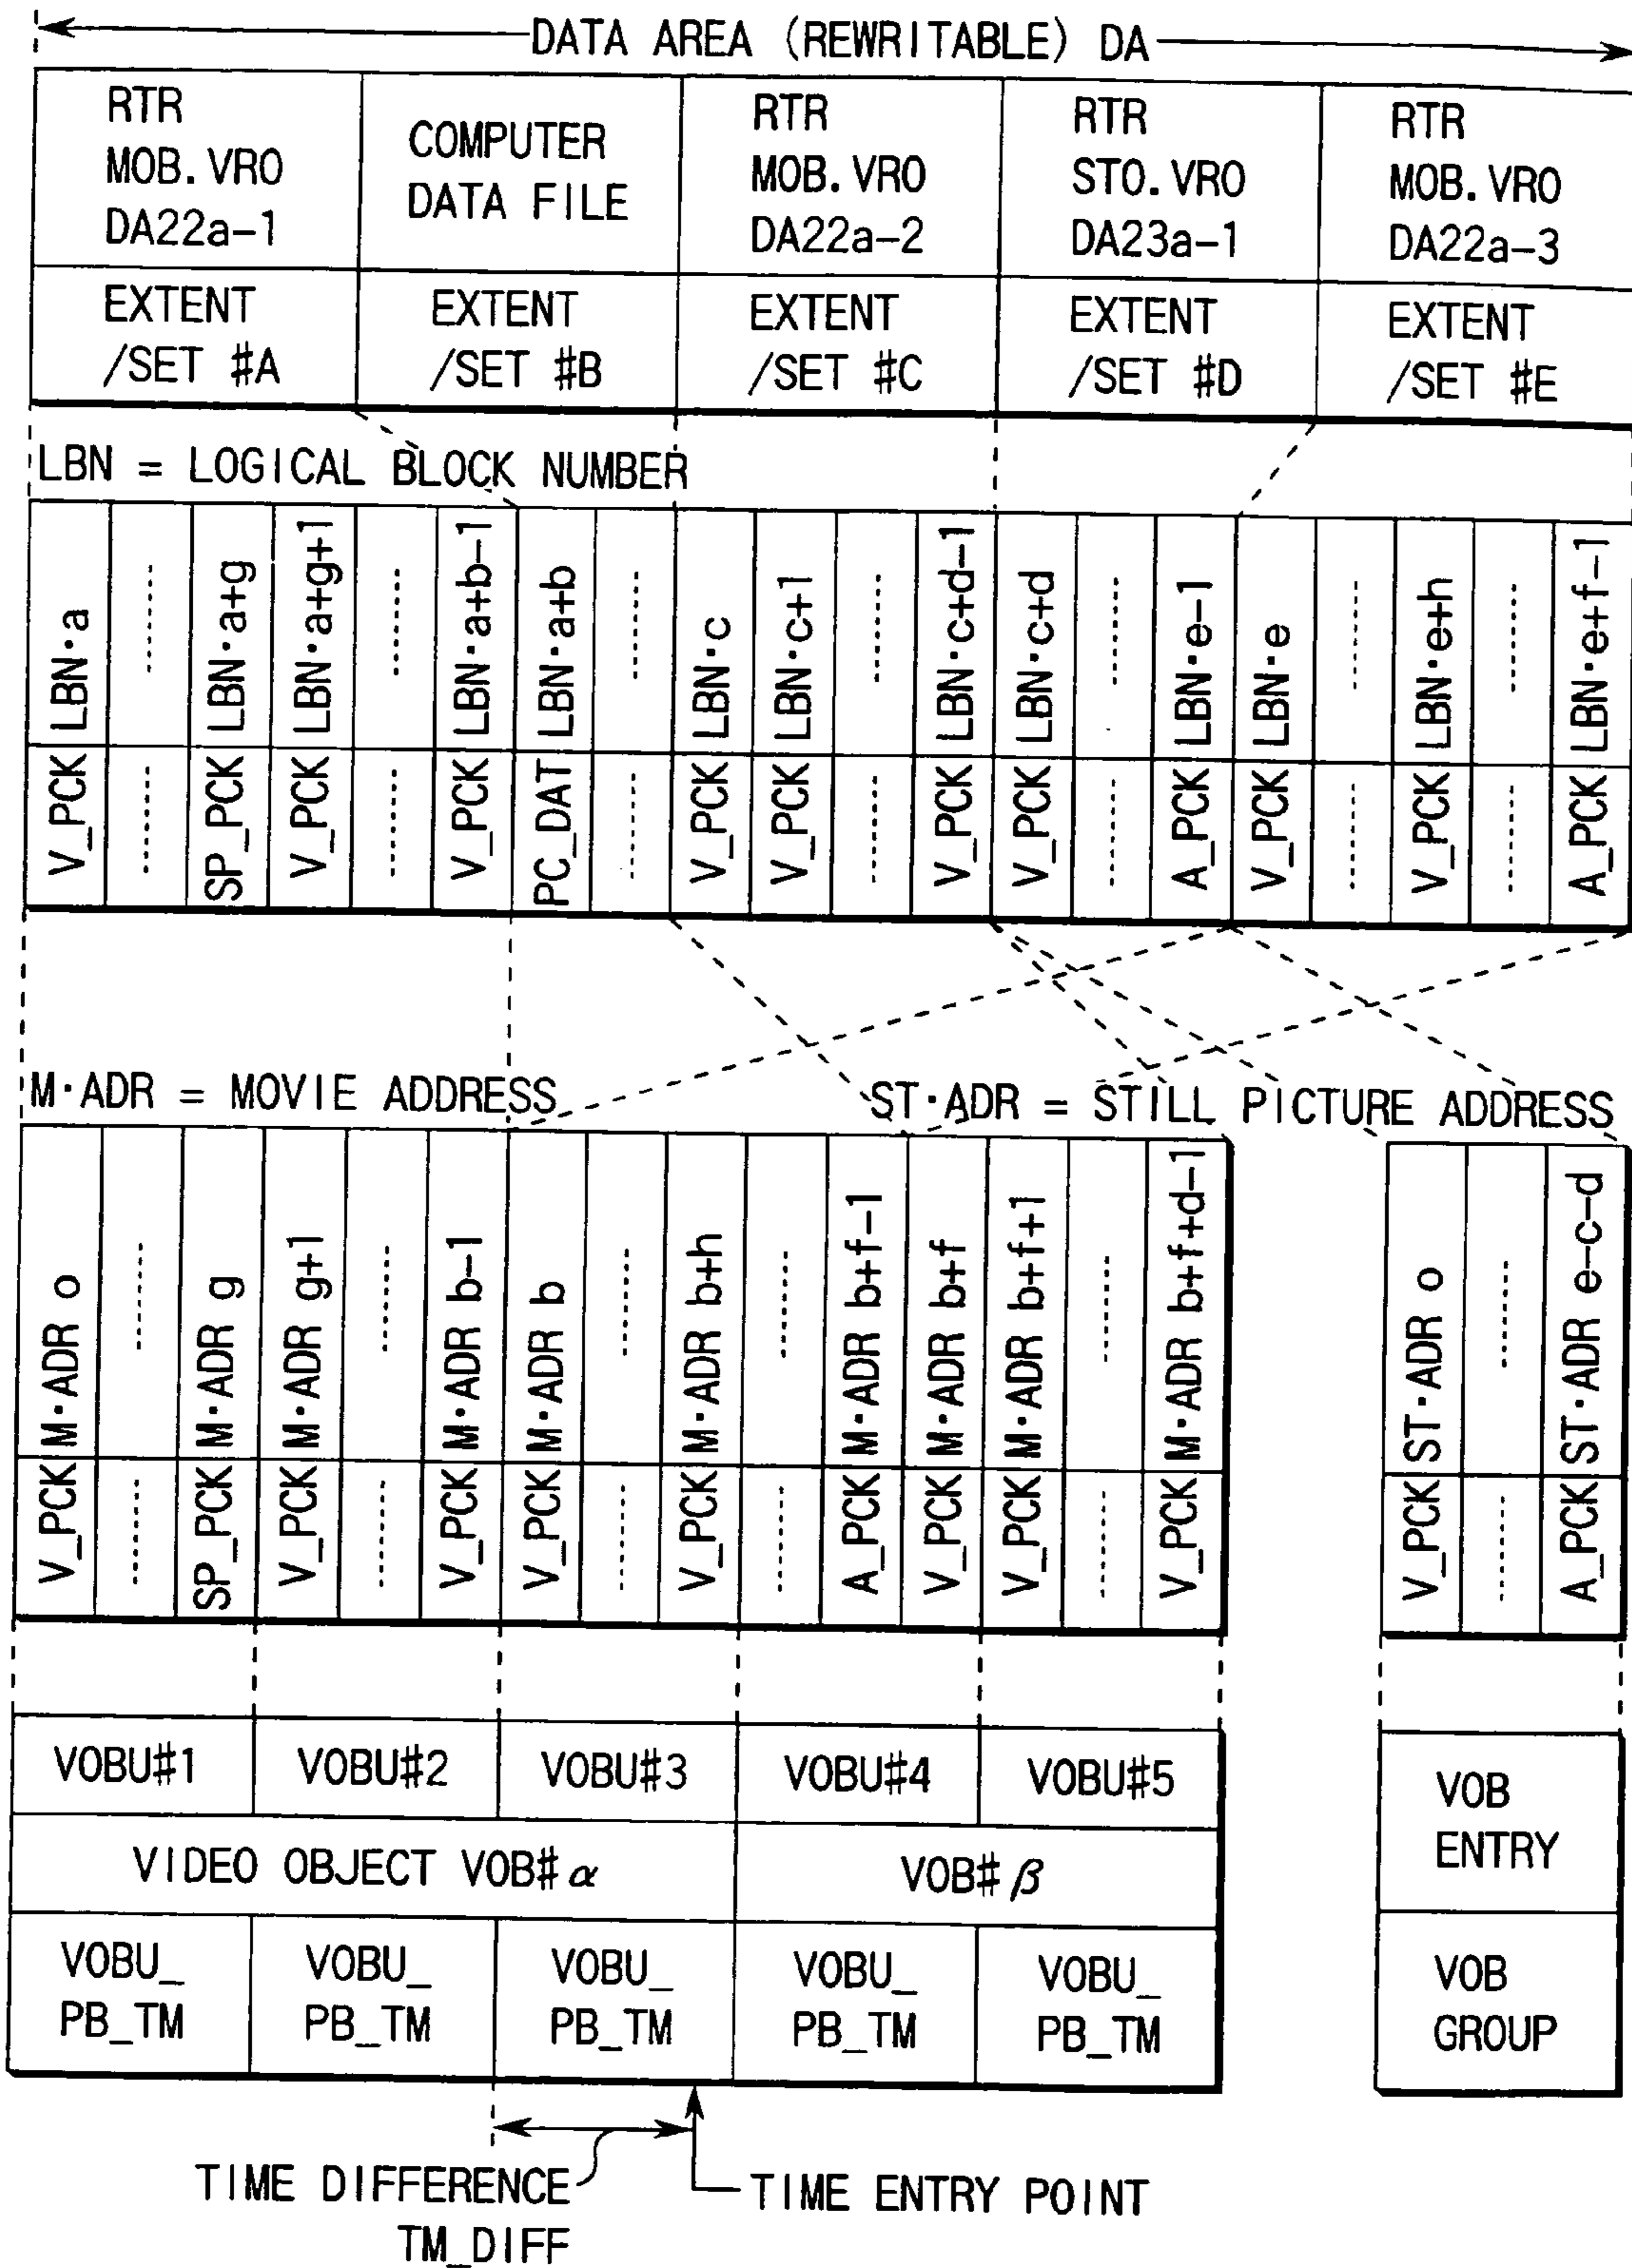 DATA AREA (REWRITABLE) DA
RTR
MOB.VRO
DA22a-1
COMPUTER
DATA FILE
RTR
MOB.VRO
DA22a-2
RTR
STO.VRO
DA23a-1
RTR
MOB.VRO
DA22a-3
EXTENT
/SET #A
EXTENT
/SET #B
EXTENT
/SET #C
EXTENT
/SET #D
EXTENT
/SET #E
LBN = LOGICAL BLOCK NUMBER
V_PCK LBN·a
SP_PCK LBN·a+g
V_PCK LBN·a+g+1
V_PCK LBN·a+b-1
PC_DAT LBN·a+b
V_PCK LBN·c
V_PCK LBN·c+1
V_PCK LBN·c+d-1
V_PCK LBN·c+d
A_PCK LBN·e-1
V_PCK LBN·e
V_PCK LBN·e+h
A_PCK LBN·e+f-1
M·ADR = MOVIE ADDRESS
ST·ADR = STILL PICTURE ADDRESS
V_PCK M·ADR o
SP_PCK M·ADR g
V_PCK M·ADR g+1
V_PCK M·ADR b-1
V_PCK M·ADR b
V_PCK M·ADR b+h
A_PCK M·ADR b+f-1
V_PCK M·ADR b+f
V_PCK M·ADR b+f+1
V_PCK M·ADR b+f+d-1
V_PCK ST·ADR o
A_PCK ST·ADR e-c-d
VOBU#1
VOBU#2
VOBU#3
VOBU#4
VOBU#5
VOB
ENTRY
VIDEO OBJECT VOB#α
VOB#β
VOBU_
PB_TM
VOBU_
PB_TM
VOBU_
PB_TM
VOBU_
PB_TM
VOBU_
PB_TM
VOB
GROUP
TIME DIFFERENCE
TM_DIFF
TIME ENTRY POINT